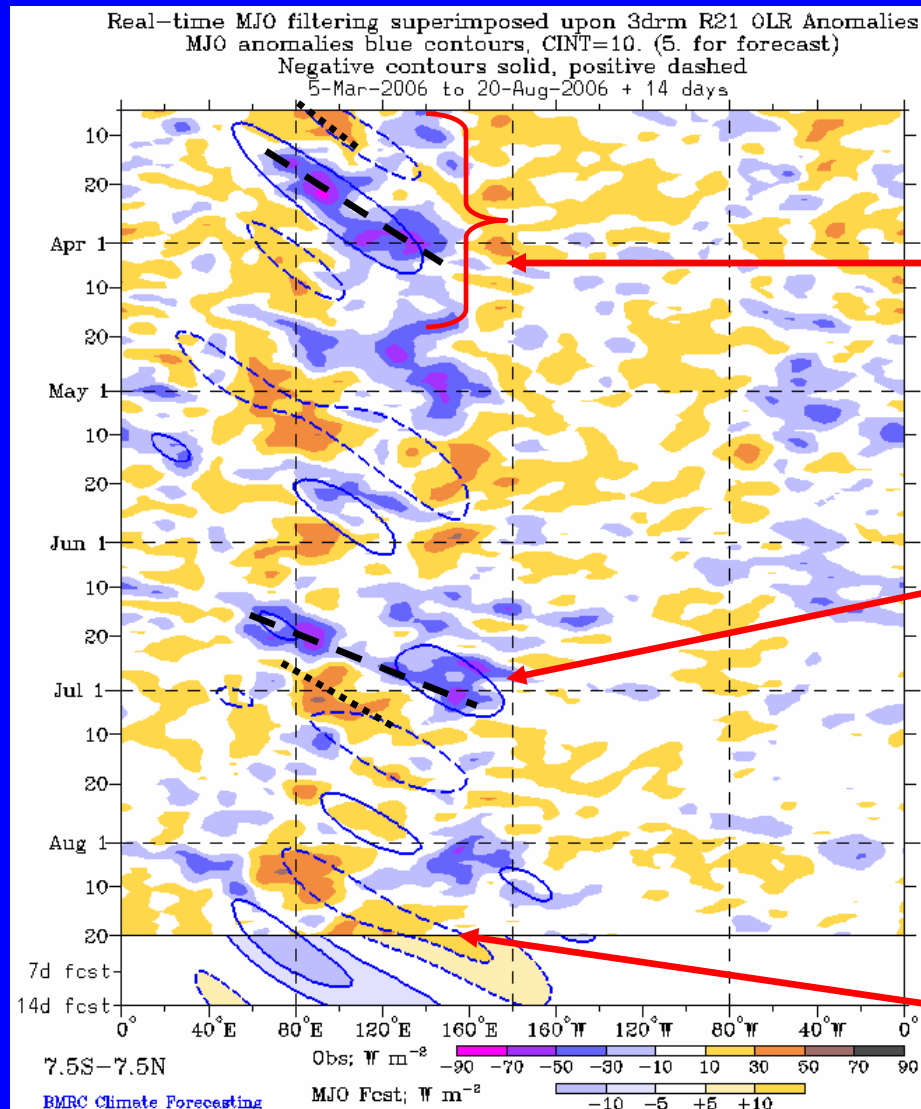 Real-time MJO filtering superimposed upon 3drm R21 OLR Anomalies
MJO anomalies blue contours, CINT=10. (5. for forecast)
Negative contours solid, positive dashed
5-Mar-2006 to 20-Aug-2006 + 14 days
10
20
Apr 1
10
20
May 1
10
20
Jun 1
10
20
Jul 1
10
20
Aug 1
10
20
7d fcst
14d fcst
0° 40°E 80°E 120°E 160°E 160°W 120°W 80°W 40°W 0°
7.5S-7.5N
Obs; W m⁻²
-90 -70 -50 -30 -10 10 30 50 70 90
MJO Fcst; W m⁻²
-10 -5 +5 +10
BMRC Climate Forecasting